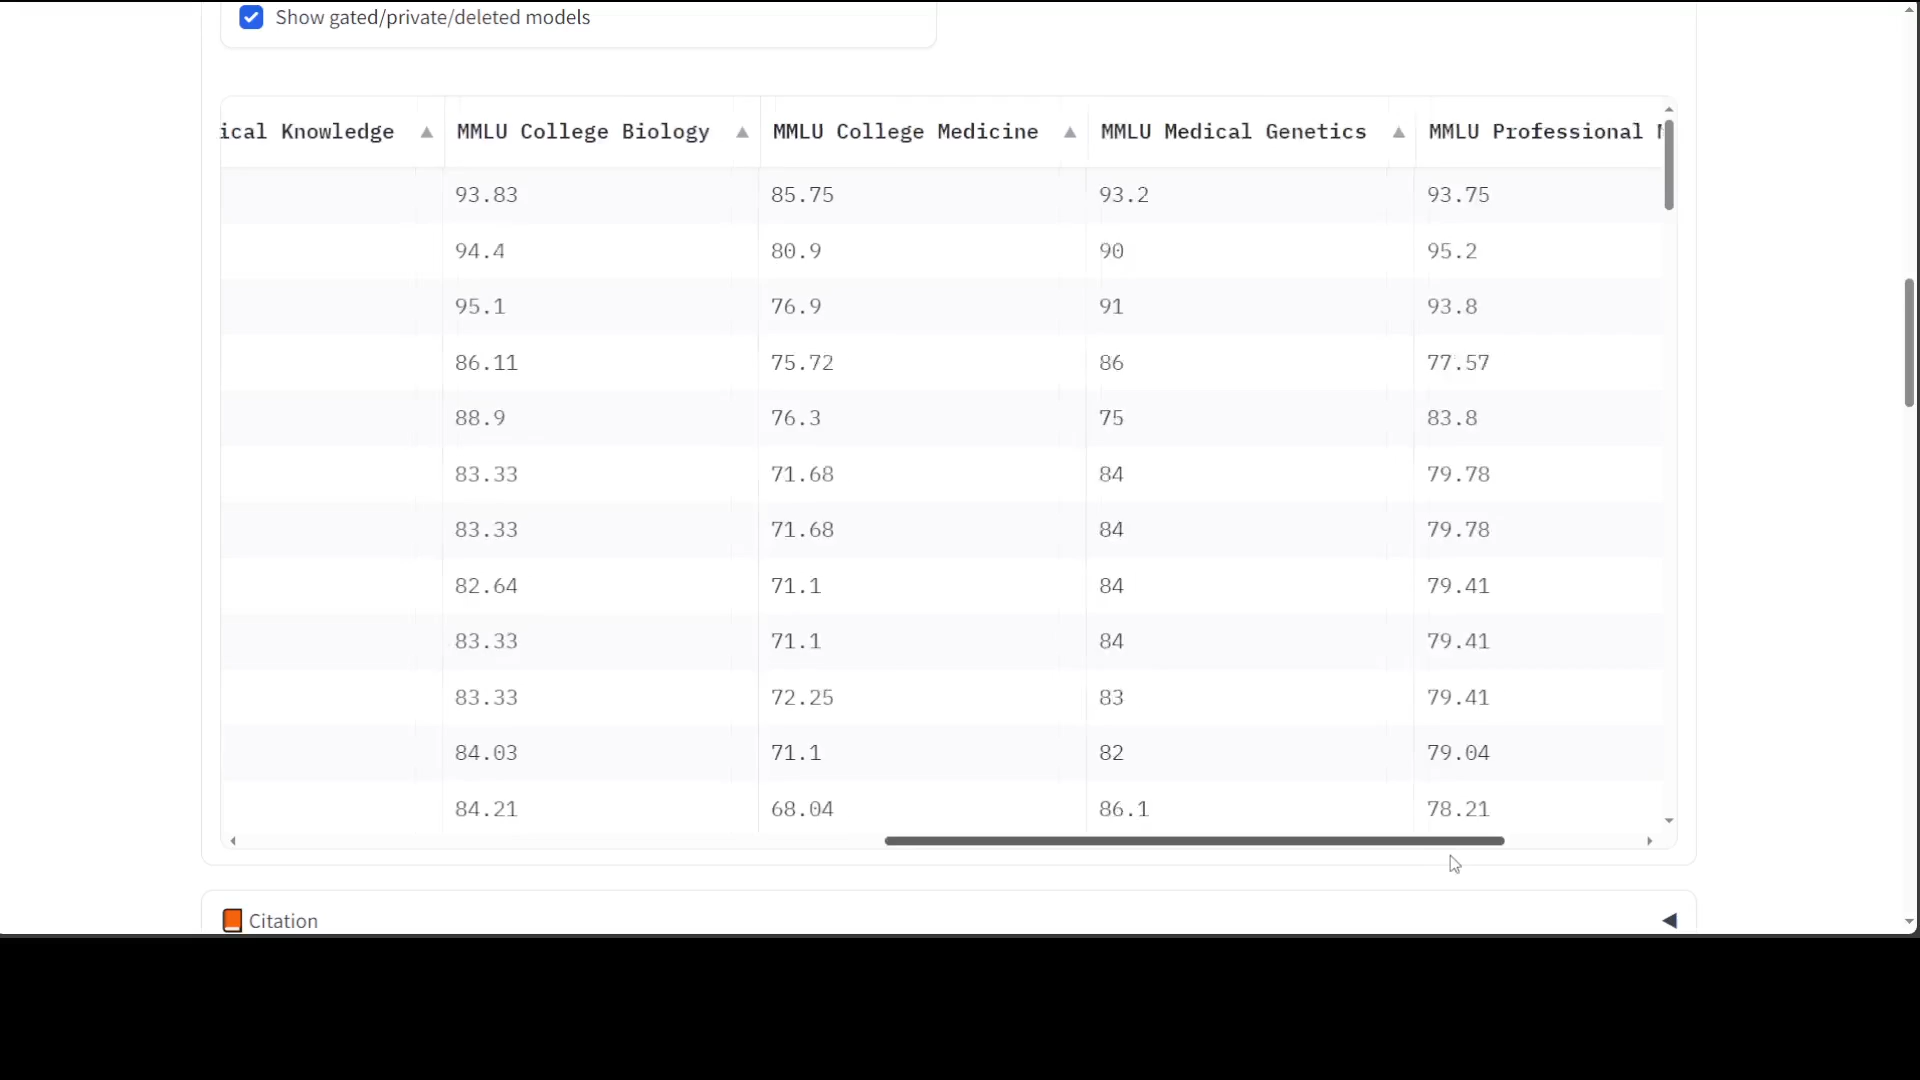 Show gated/private/deleted models
ical Knowledge ▲ MMLU College Biology ▲ MMLU College Medicine ▲ MMLU Medical Genetics ▲ MMLU Professional
93.83 85.75 93.2 93.75
94.4 80.9 90 95.2
95.1 76.9 91 93.8
86.11 75.72 86 77.57
88.9 76.3 75 83.8
83.33 71.68 84 79.78
83.33 71.68 84 79.78
82.64 71.1 84 79.41
83.33 71.1 84 79.41
83.33 72.25 83 79.41
84.03 71.1 82 79.04
84.21 68.04 86.1 78.21
Citation